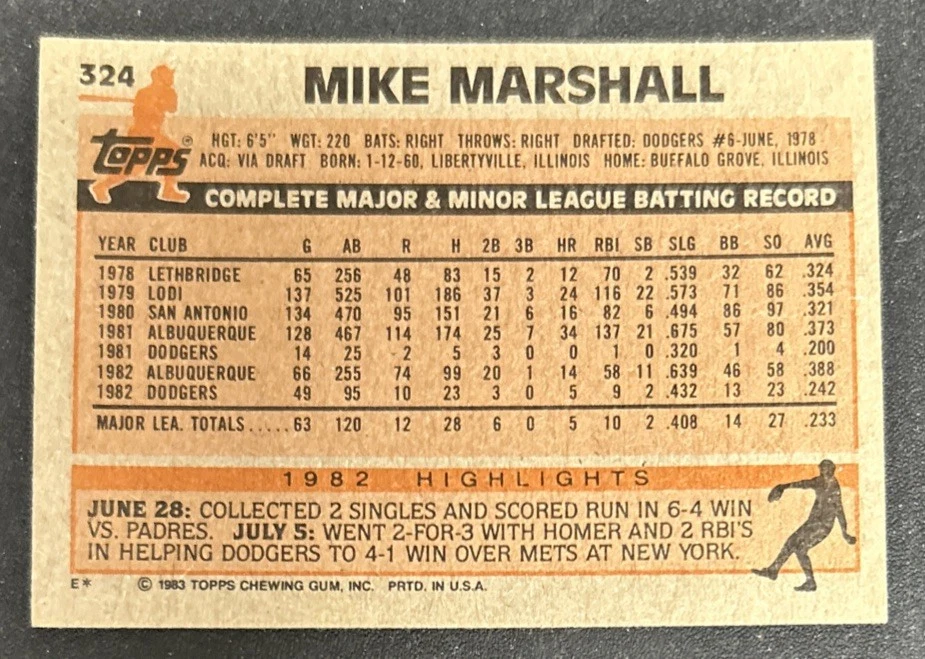 324 MIKE MARSHALL
topps®
HGT: 6'5" WGT: 220 BATS: RIGHT THROWS: RIGHT DRAFTED: DODGERS #6-JUNE, 1978
ACQ: VIA DRAFT BORN: 1-12-60, LIBERTYVILLE, ILLINOIS HOME: BUFFALO GROVE, ILLINOIS
COMPLETE MAJOR & MINOR LEAGUE BATTING RECORD
YEAR CLUB G AB R H 2B 3B HR RBI SB SLG BB SO AVG
1978 LETHBRIDGE 65 256 48 83 15 2 12 70 2 .539 32 62 .324
1979 LODI 137 525 101 186 37 3 24 116 22 .573 71 86 .354
1980 SAN ANTONIO 134 470 95 151 21 6 16 82 6 .494 86 97 .321
1981 ALBUQUERQUE 128 467 114 174 25 7 34 137 21 .675 57 80 .373
1981 DODGERS 14 25 2 5 3 0 0 1 0 .320 1 4 .200
1982 ALBUQUERQUE 66 255 74 99 20 1 14 58 11 .639 46 58 .388
1982 DODGERS 49 95 10 23 3 0 5 9 2 .432 13 23 .242
MAJOR LEA. TOTALS.....63 120 12 28 6 0 5 10 2 .408 14 27 .233
1982 HIGHLIGHTS
JUNE 28: COLLECTED 2 SINGLES AND SCORED RUN IN 6-4 WIN
VS. PADRES. JULY 5: WENT 2-FOR-3 WITH HOMER AND 2 RBI'S
IN HELPING DODGERS TO 4-1 WIN OVER METS AT NEW YORK.
E* © 1983 TOPPS CHEWING GUM, INC. PRTD. IN U.S.A.